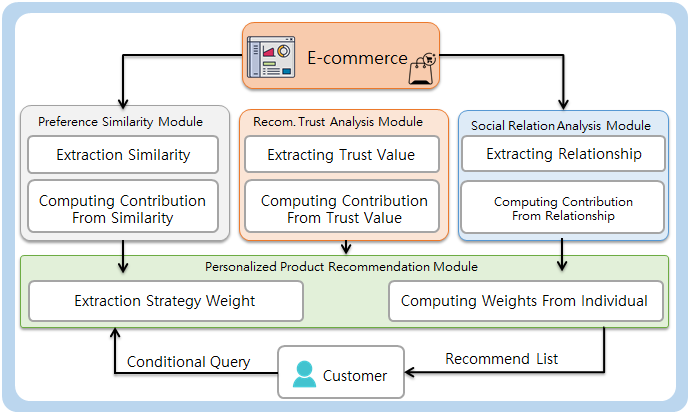 E-commerce
Preference Similarity Module
Extraction Similarity
Computing Contribution
From Similarity
Recom. Trust Analysis Module
Extracting Trust Value
Computing Contribution
From Trust Value
Social Relation Analysis Module
Extracting Relationship
Computing Contribution
From Relationship
Personalized Product Recommendation Module
Extraction Strategy Weight
Computing Weights From Individual
Conditional Query
Customer
Recommend List